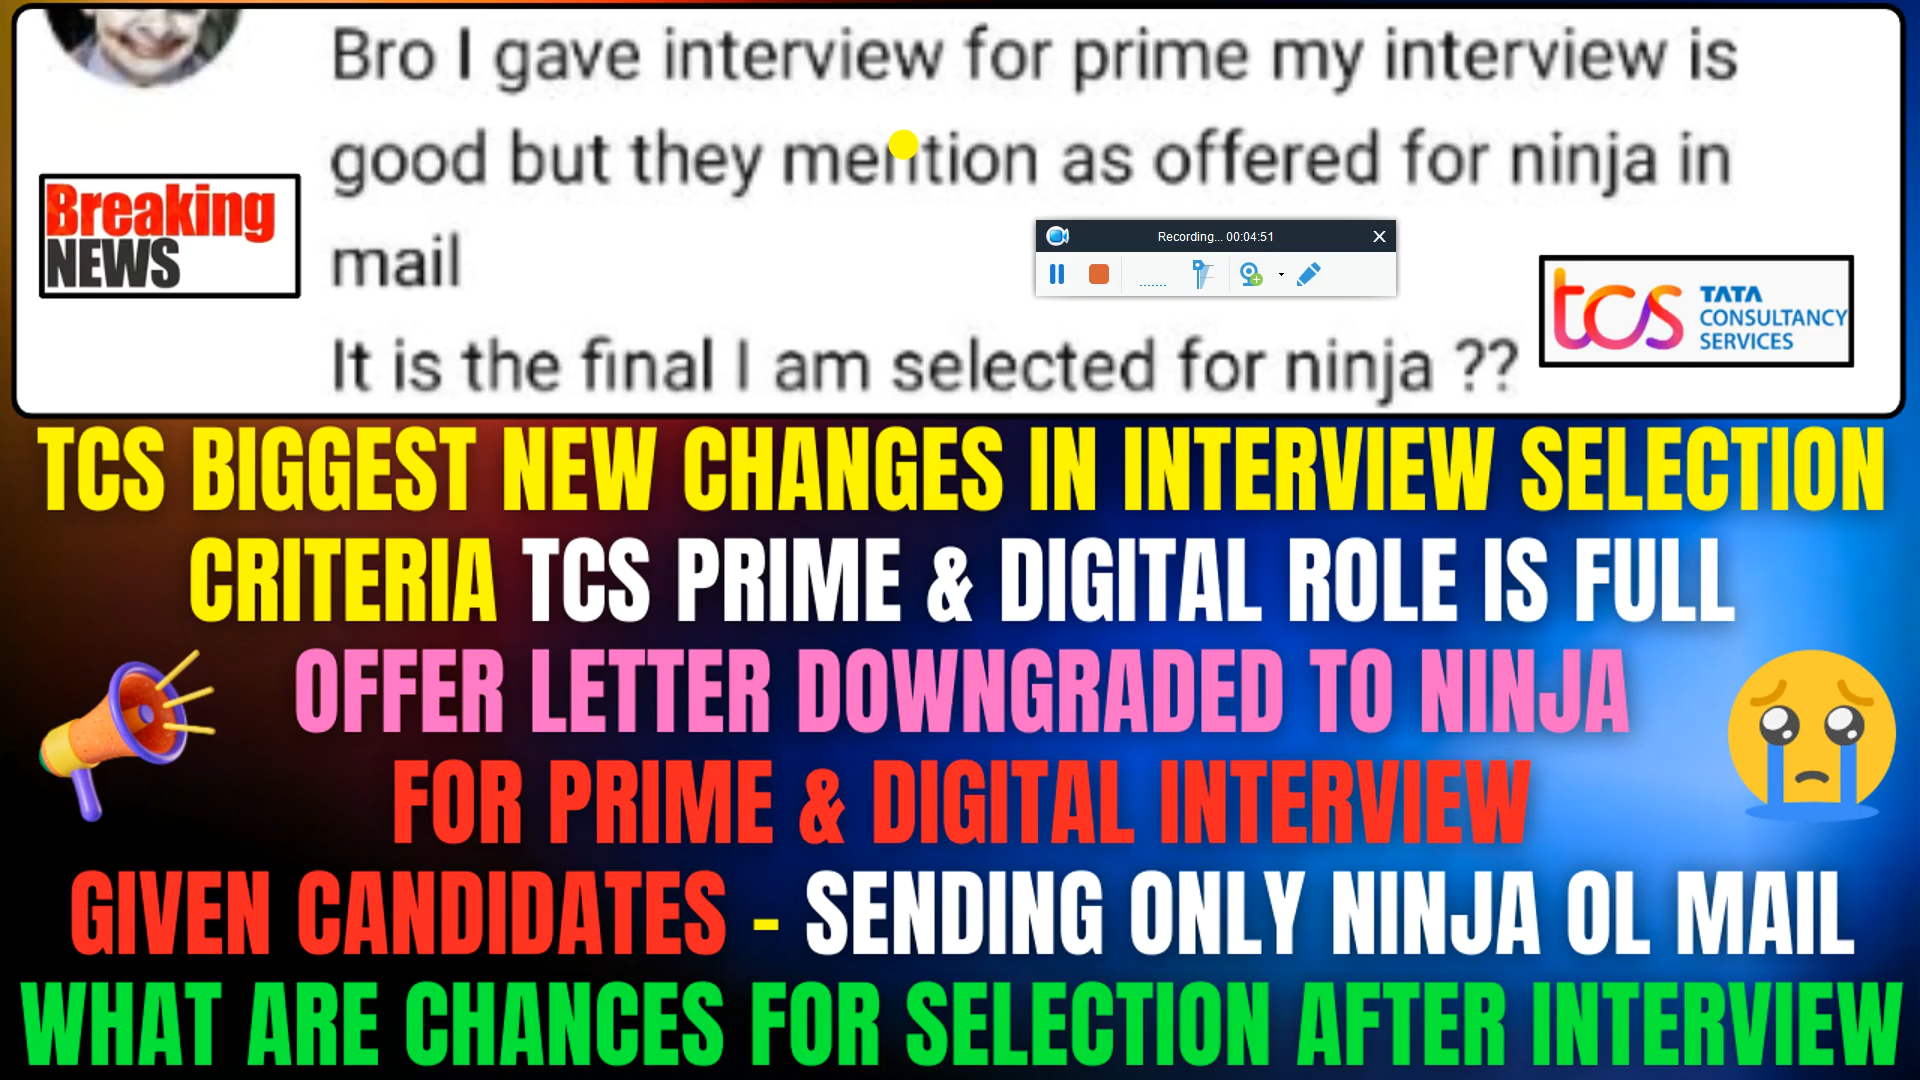 Bro I gave interview for prime my interview is
good but they mention as offered for ninja in
mail
It is the final I am selected for ninja ??
Breaking
NEWS
Recording... 00:04:51
tcs TATA
CONSULTANCY
SERVICES
TCS BIGGEST NEW CHANGES IN INTERVIEW SELECTION
CRITERIA TCS PRIME & DIGITAL ROLE IS FULL
OFFER LETTER DOWNGRADED TO NINJA
FOR PRIME & DIGITAL INTERVIEW
GIVEN CANDIDATES - SENDING ONLY NINJA OL MAIL
WHAT ARE CHANCES FOR SELECTION AFTER INTERVIEW